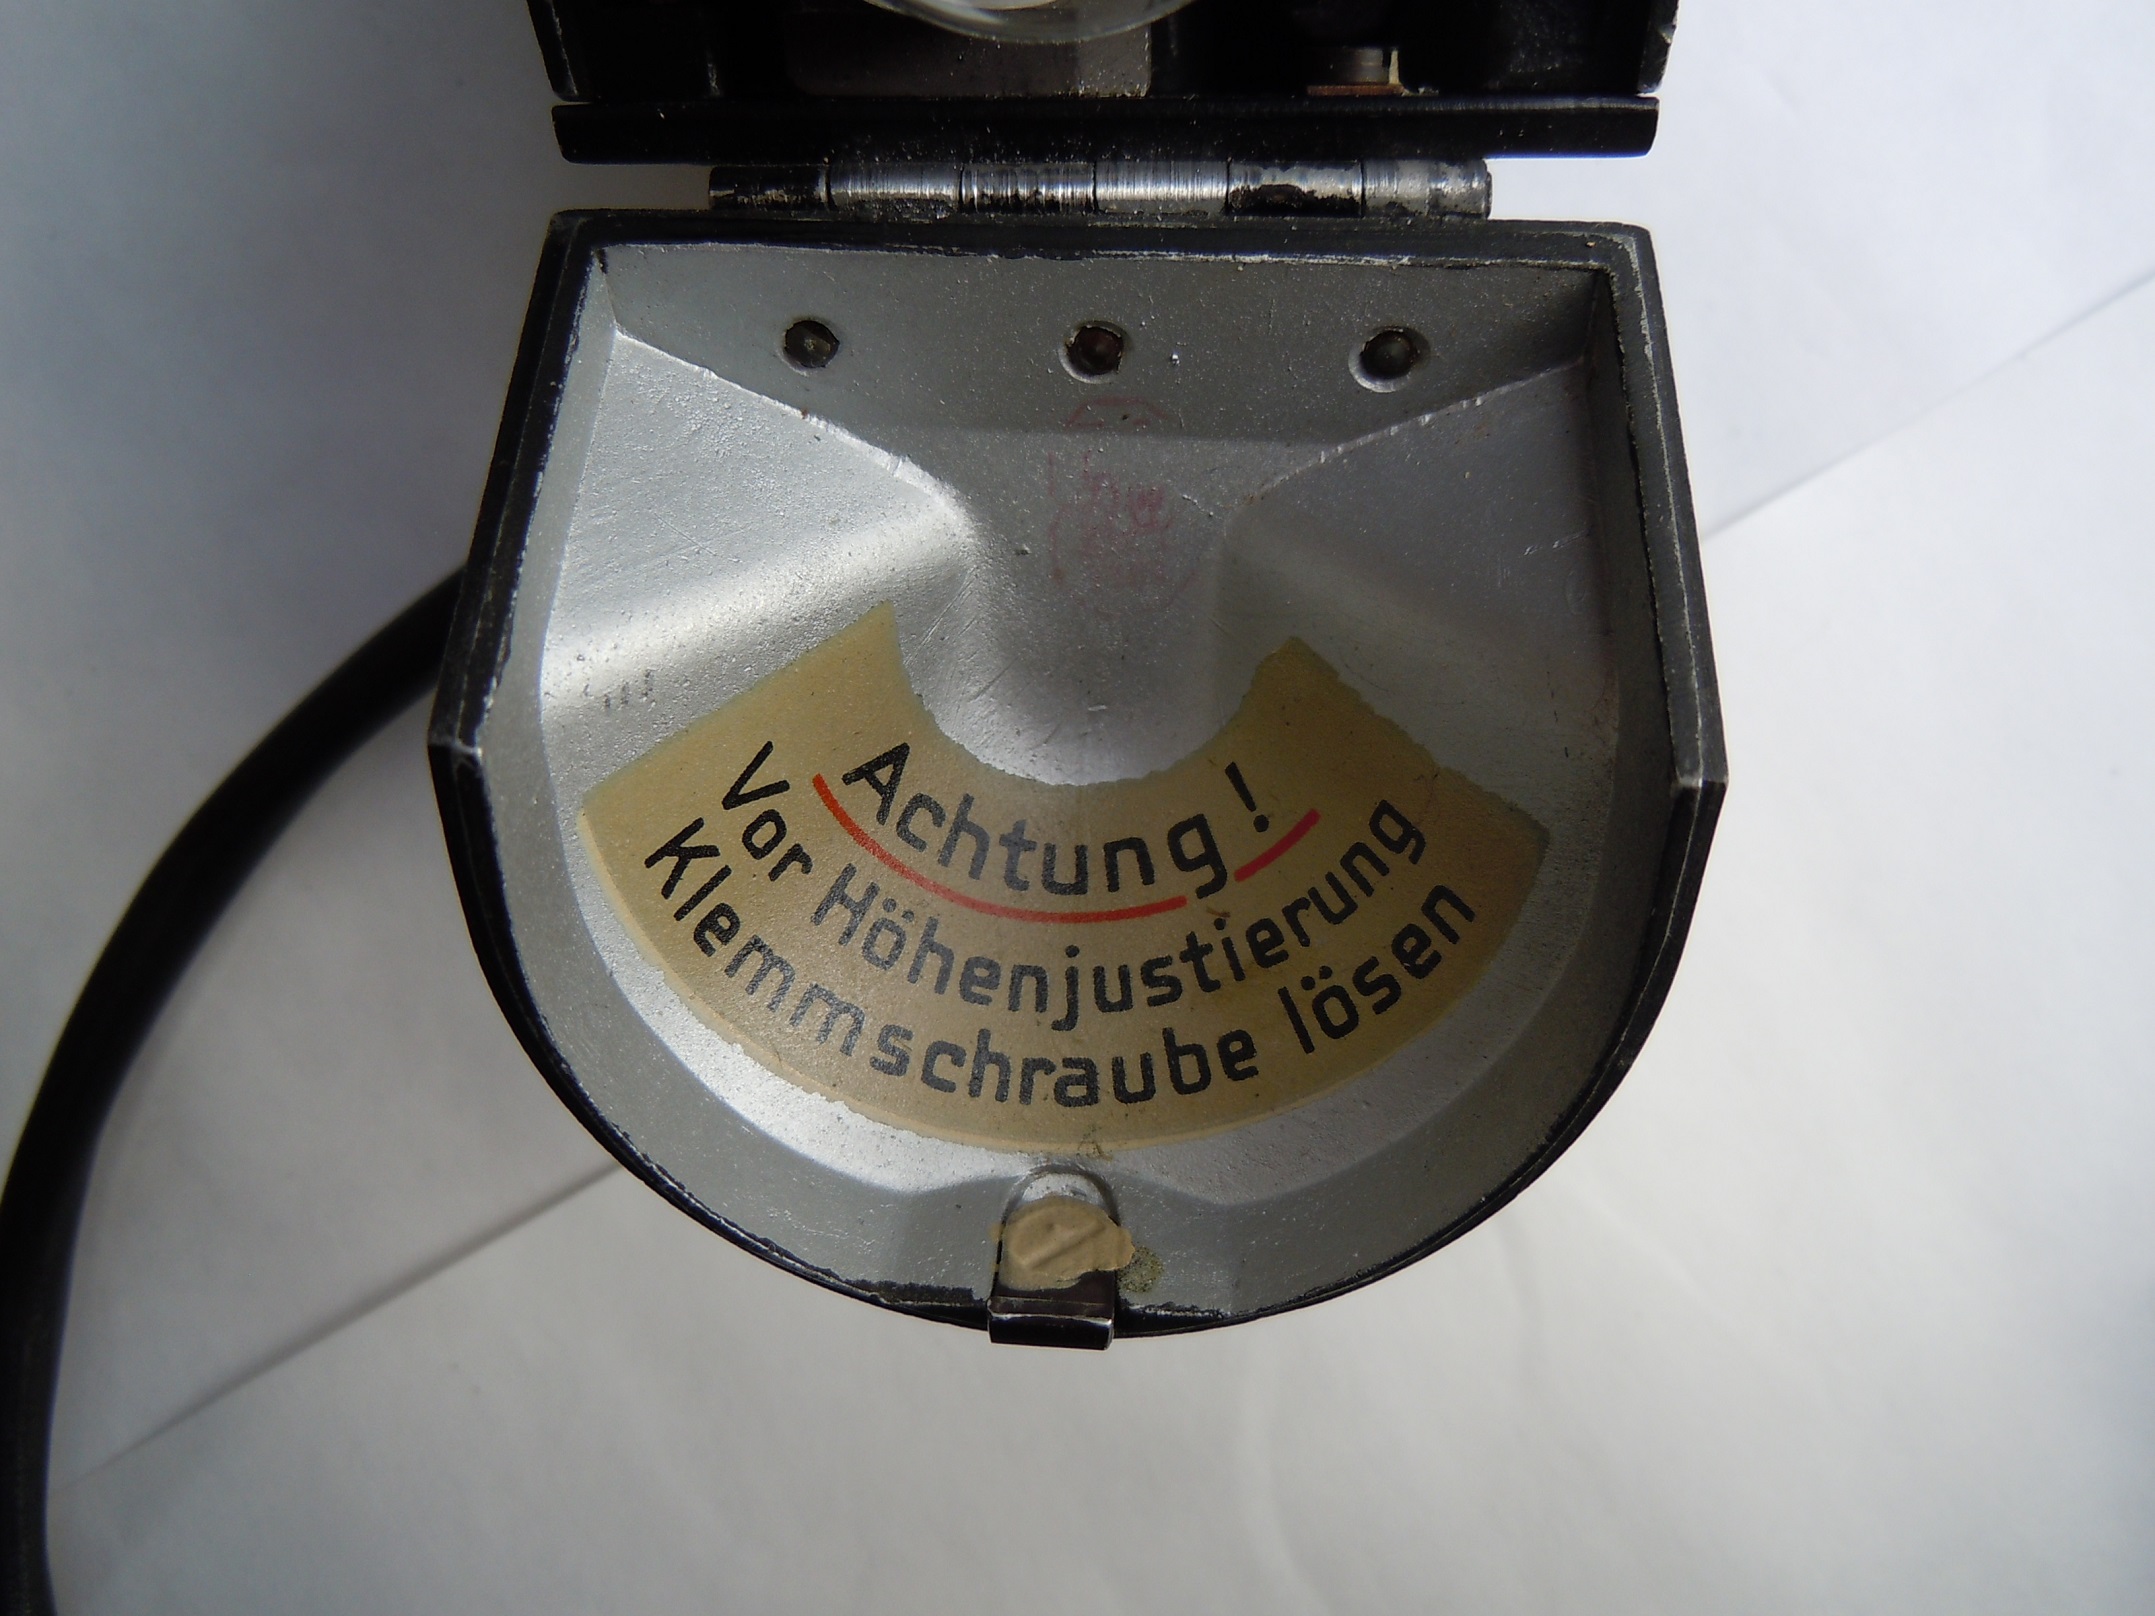 Achtung!
Vor Höhenjustierung
Klemmschraube lösen